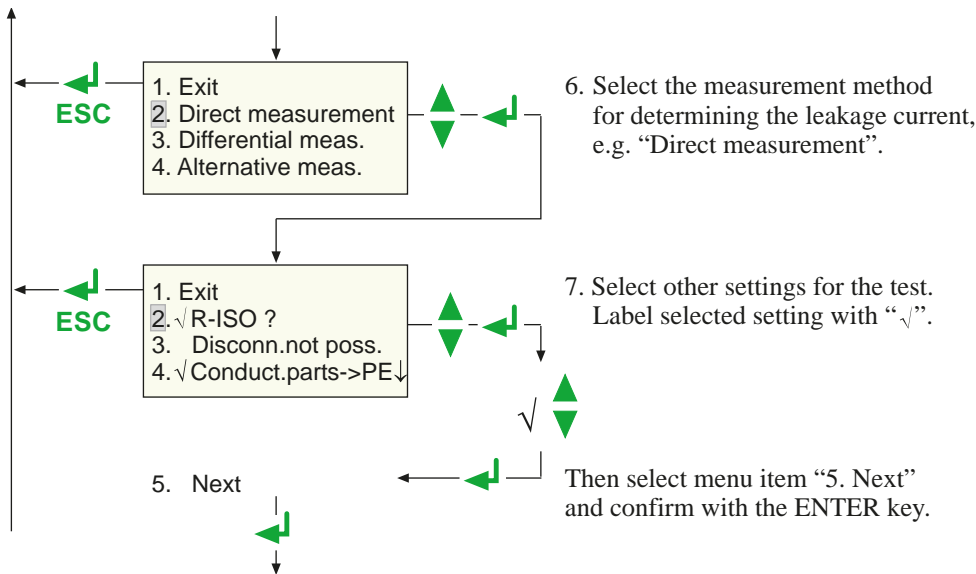 1. Exit
2. Direct measurement
3. Differential meas.
4. Alternative meas.
ESC
6. Select the measurement method
for determining the leakage current,
e.g. “Direct measurement”.
1. Exit
2.√ R-ISO ?
3. Disconn.not poss.
4.√ Conduct.parts->PE↓
ESC
7. Select other settings for the test.
Label selected setting with “√”.
√
5. Next
Then select menu item “5. Next”
and confirm with the ENTER key.